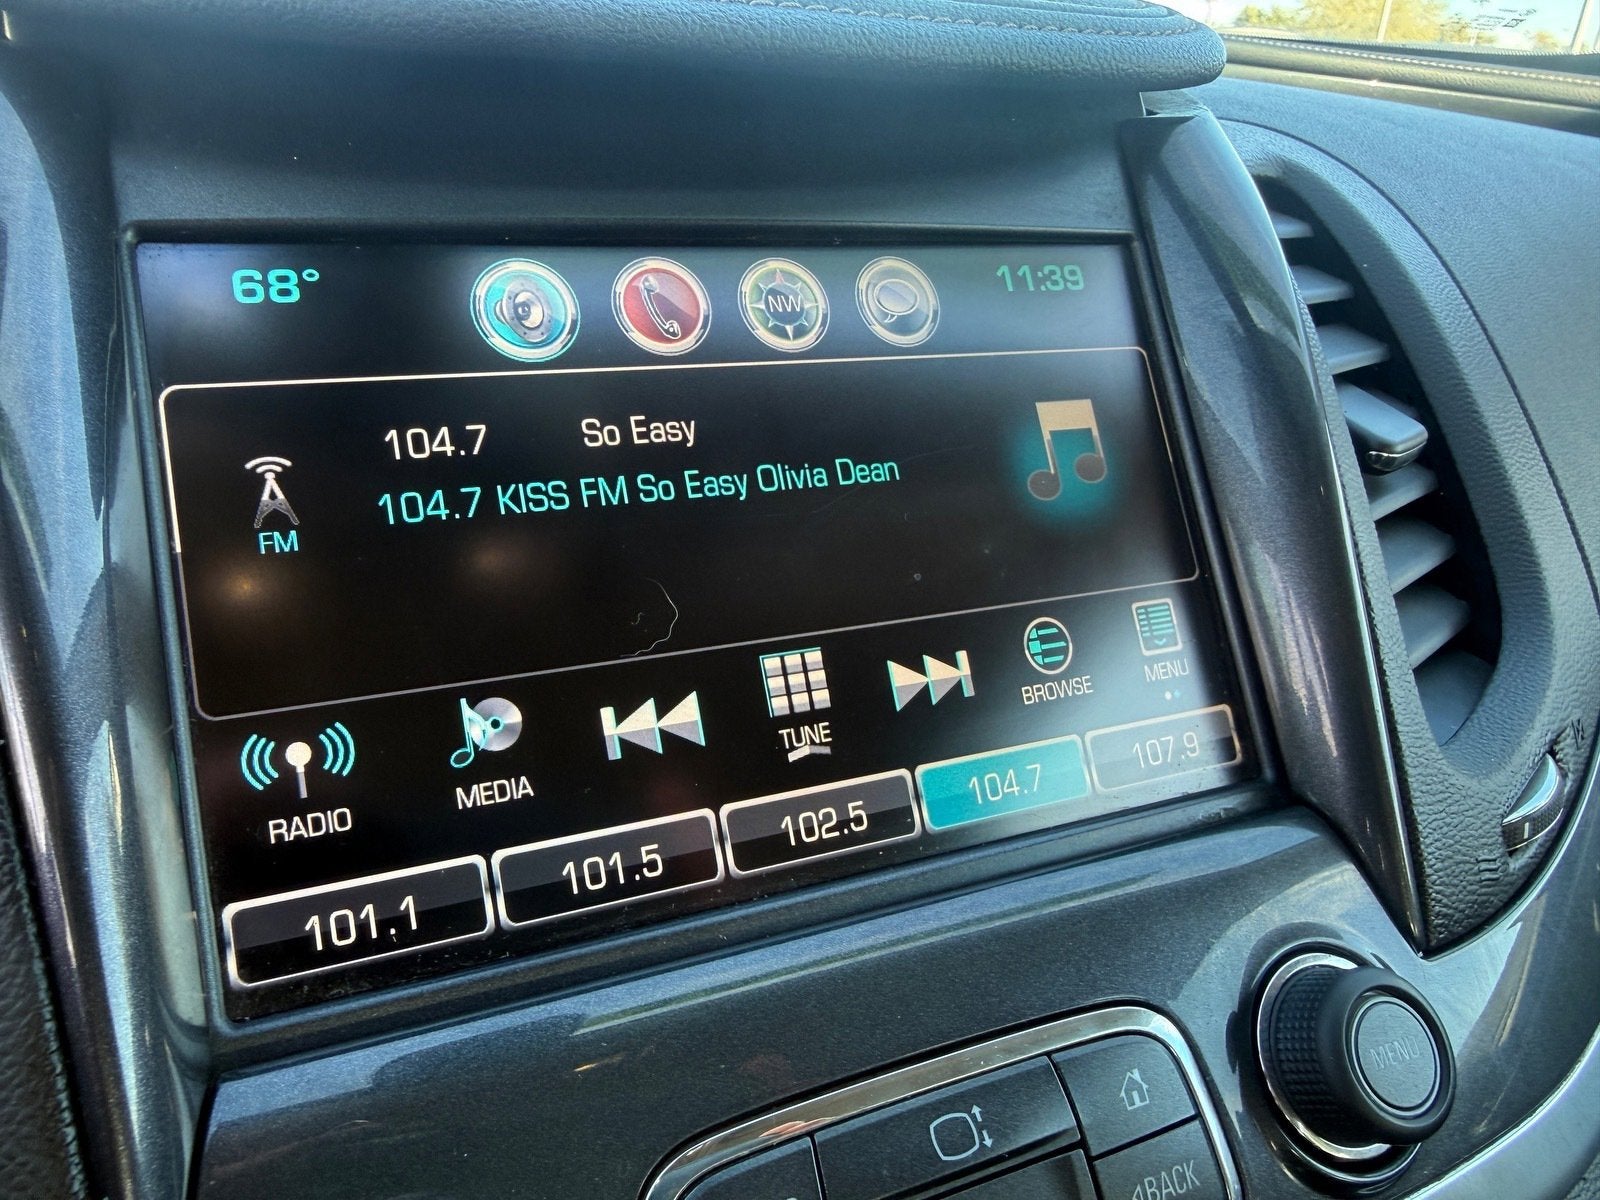 68° NW 11:39
104.7 So Easy
104.7 KISS FM So Easy Olivia Dean
FM
RADIO MEDIA TUNE BROWSE MENU
101.1 101.5 102.5 104.7 107.9
MENU
BACK